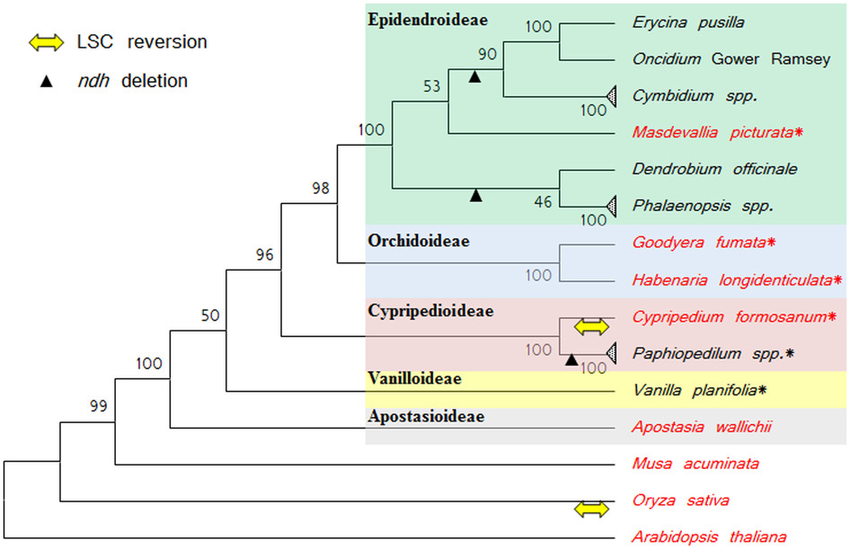 LSC reversion
ndh deletion
Epidendroideae
100
Erycina pusilla
90
Oncidium Gower Ramsey
53
Cymbidium spp.
100
100
Masdevallia picturata*
Dendrobium officinale
98
46
Phalaenopsis spp.
100
Orchidoideae
Goodyera fumata*
96
100
Habenaria longidenticulata*
Cypripedioideae
Cypripedium formosanum*
50
100
Paphiopedilum spp.*
100
100
Vanilloideae
Vanilla planifolia*
99
Apostasioideae
Apostasia wallichii
Musa acuminata
Oryza sativa
Arabidopsis thaliana